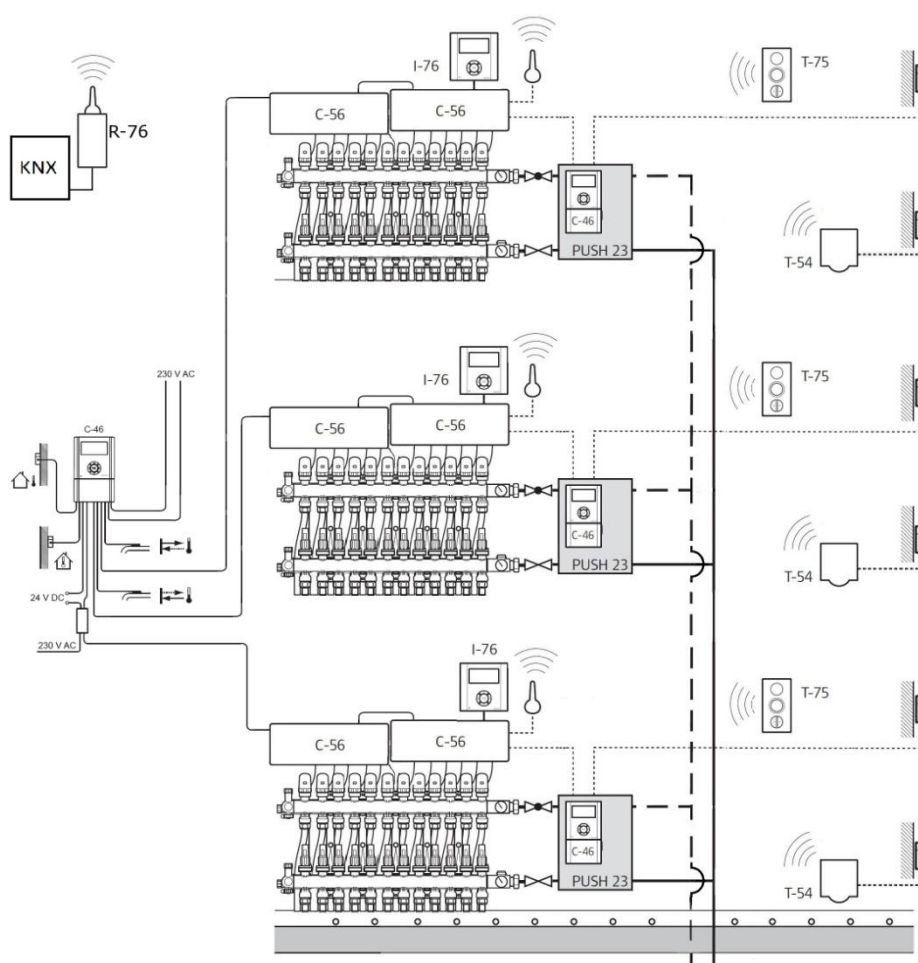 R-76
KNX
I-76
C-56
C-56
T-75
C-46
PUSH 23
T-54
230 V AC
C-46
24 V DC
230 V AC
I-76
C-56
C-56
T-75
C-46
PUSH 23
T-54
I-76
C-56
C-56
T-75
C-46
PUSH 23
T-54